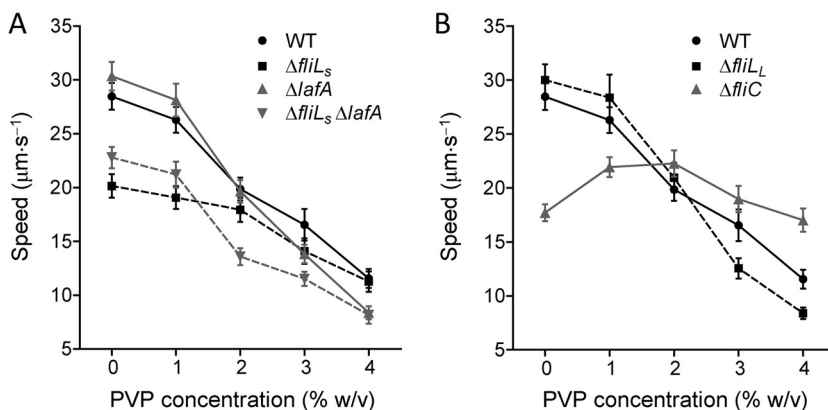 A
35
30
25
20
15
10
5
Speed (μm·s⁻¹)
0 1 2 3 4
PVP concentration (% w/v)
WT
ΔfliLₛ
ΔlafA
ΔfliLₛ ΔlafA
B
35
30
25
20
15
10
5
Speed (μm·s⁻¹)
0 1 2 3 4
PVP concentration (% w/v)
WT
ΔfliL_L
ΔfliC